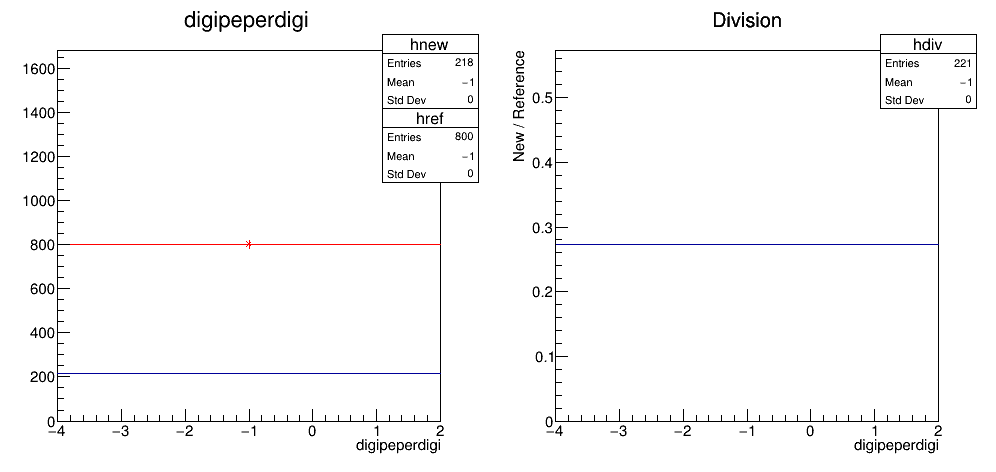 digipeperdigi
hnew
Entries 218
Mean −1
Std Dev 0
href
Entries 800
Mean −1
Std Dev 0
1600
1400
1200
1000
800
600
400
200
0
−4 −3 −2 −1 0 1 2
digipeperdigi
Division
hdiv
Entries 221
Mean −1
Std Dev 0
New / Reference
0.5
0.4
0.3
0.2
0.1
0
−4 −3 −2 −1 0 1 2
digipeperdigi